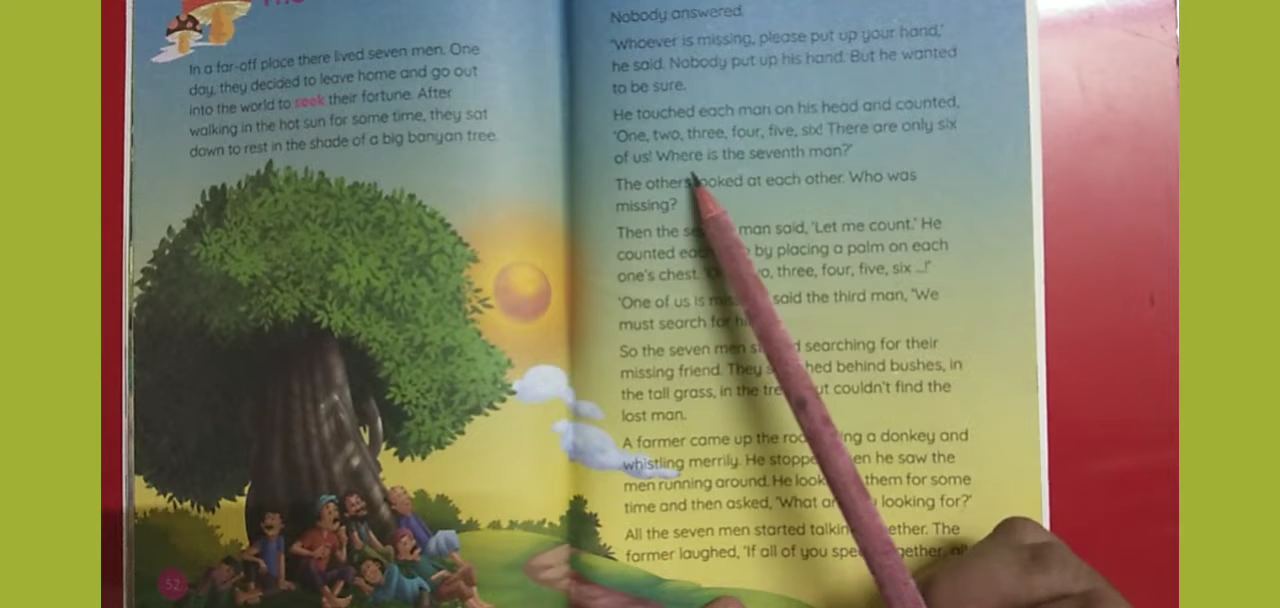 In a far-off place there lived seven men. One
day, they decided to leave home and go out
into the world to seek their fortune. After
walking in the hot sun for some time, they sat
down to rest in the shade of a big banyan tree.
52
Nobody answered.
'Whoever is missing, please put up your hand,'
he said. Nobody put up his hand. But he wanted
to be sure.
He touched each man on his head and counted,
'One, two, three, four, five, six! There are only six
of us! Where is the seventh man?'
The others looked at each other. Who was
missing?
Then the man said, 'Let me count.' He
counted by placing a palm on each
one's chest. three, four, five, six ...!'
'One of us is said the third man, 'We
must search for
So the seven men searching for their
missing friend. They behind bushes, in
the tall grass, in the couldn't find the
lost man.
A farmer came up the a donkey and
whistling merrily. He stopped when he saw the
men running around. He looked them for some
time and then asked, 'What looking for?'
All the seven men started The
farmer laughed, 'If all of you